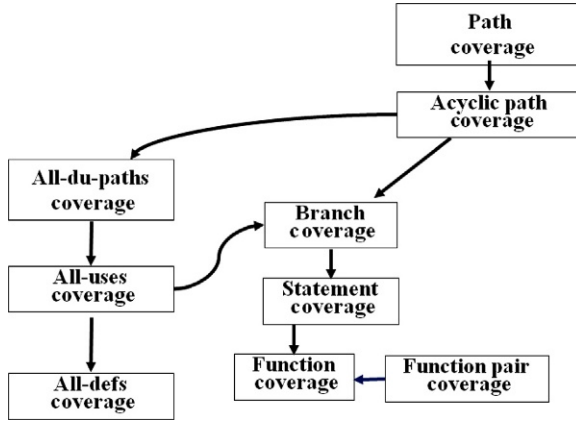 Path
coverage
Acyclic path
coverage
All-du-paths
coverage
Branch
coverage
All-uses
coverage
Statement
coverage
Function
coverage
Function pair
coverage
All-defs
coverage